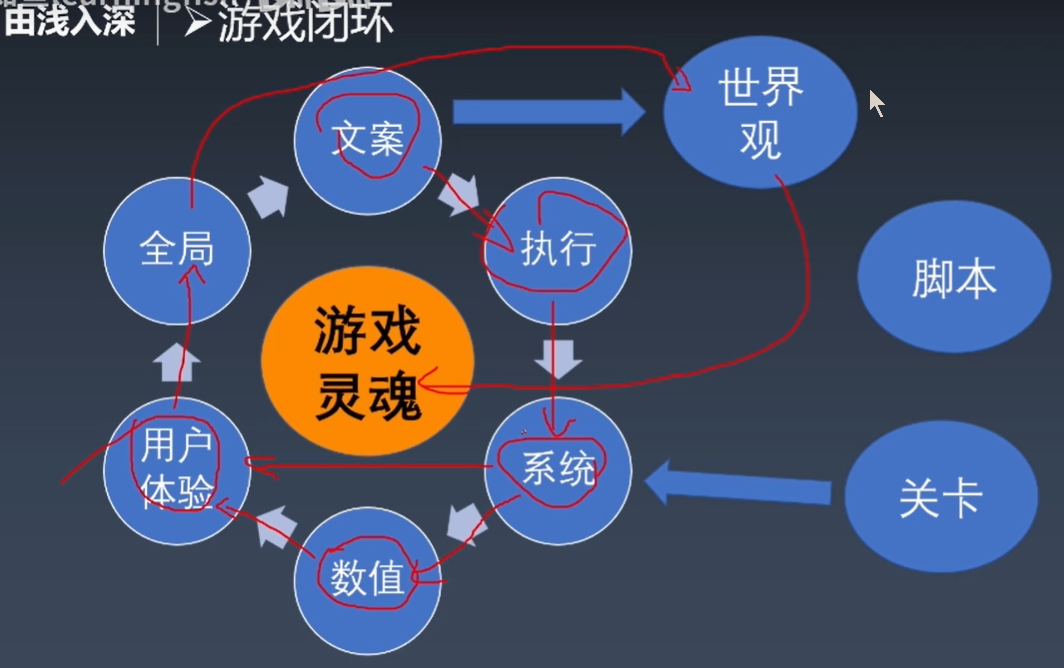 由浅入深
➢游戏闭环
文案
世界
观
执行
全局
脚本
游戏
灵魂
用户
体验
系统
关卡
数值